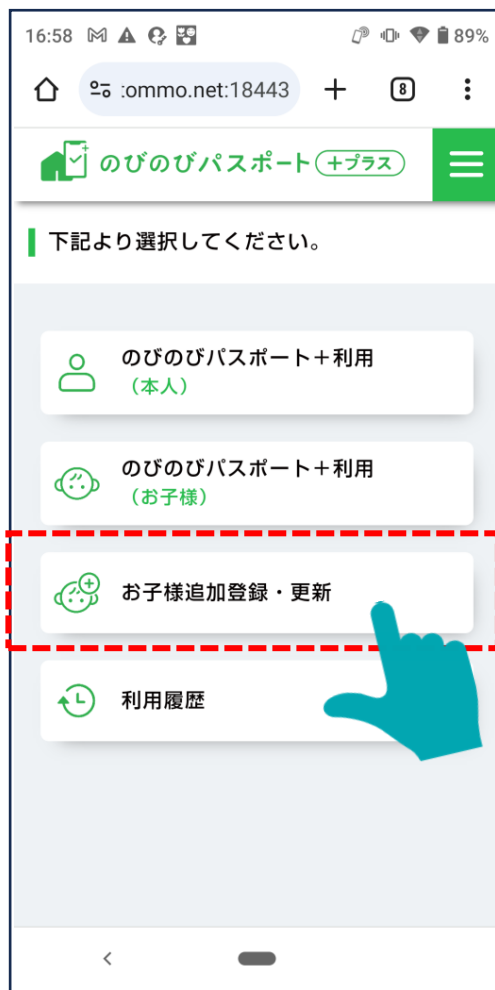 16:58 89%
:ommo.net:18443 8
のびのびパスポート +プラス
下記より選択してください。
のびのびパスポート＋利用
（本人）
のびのびパスポート＋利用
（お子様）
お子様追加登録・更新
利用履歴